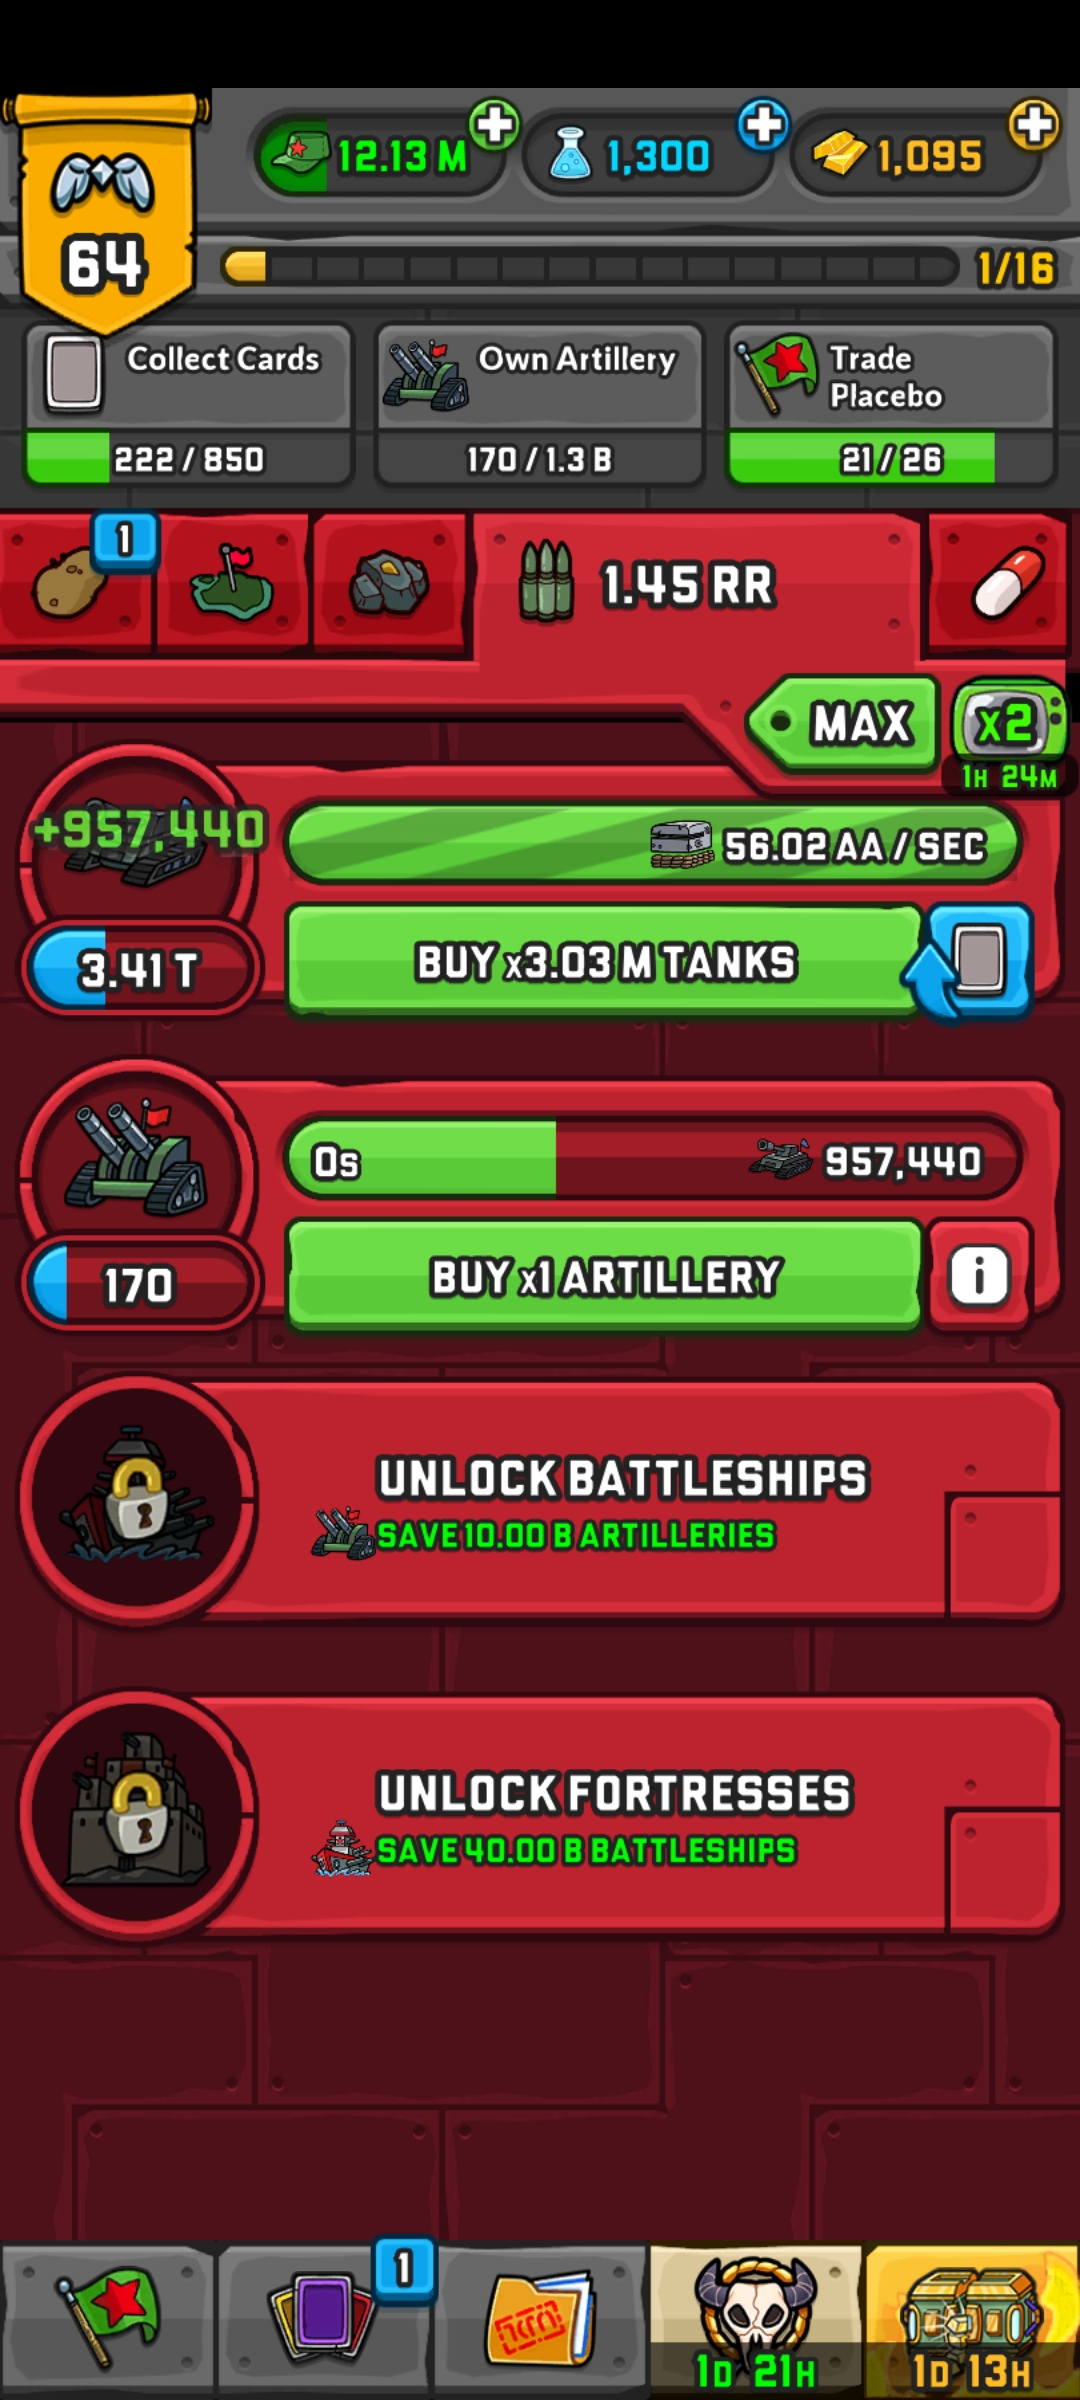 64
12.13 M
1,300
1,095
1/16
Collect Cards
222 / 850
Own Artillery
170 / 1.3 B
Trade
Placebo
21 / 26
1
1.45 RR
MAX
x2
1H 24M
+957,440
56.02 AA / SEC
3.41 T
BUY x3.03 M TANKS
0s
957,440
170
BUY x1 ARTILLERY
i
UNLOCK BATTLESHIPS
SAVE 10.00 B ARTILLERIES
UNLOCK FORTRESSES
SAVE 40.00 B BATTLESHIPS
1
1D 21H
1D 13H